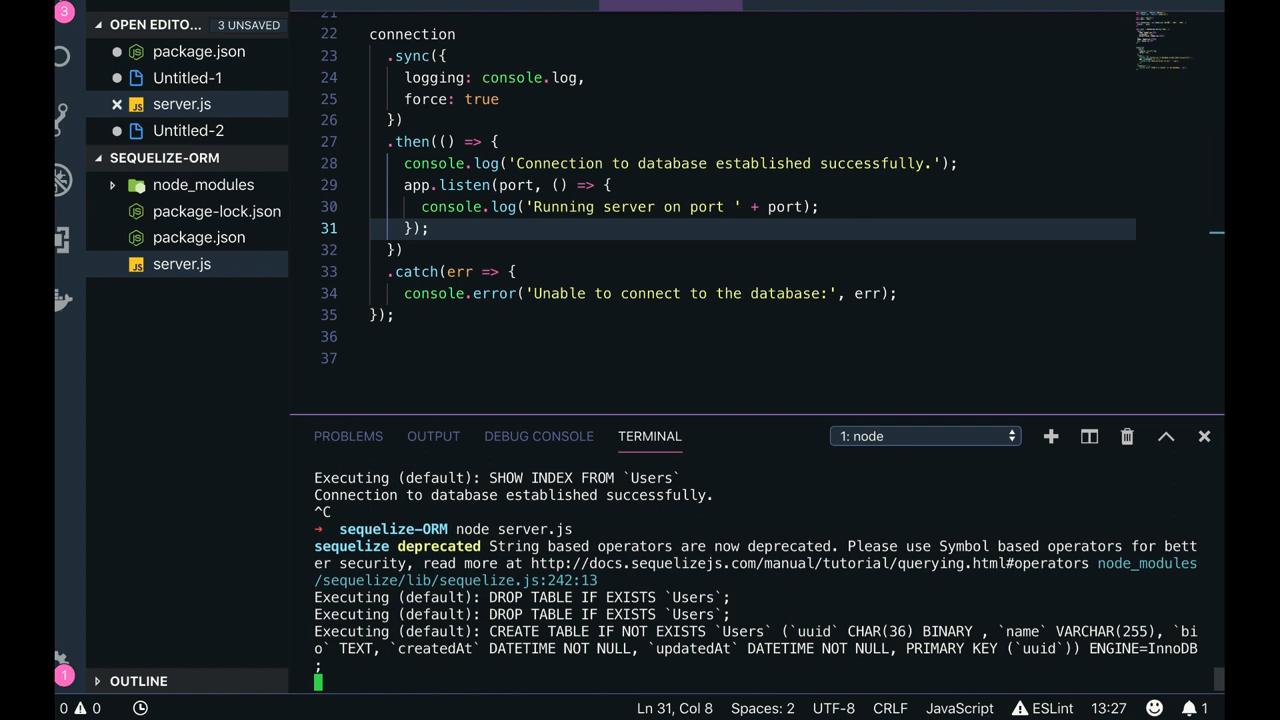 3
OPEN EDITO... 3 UNSAVED
package.json
Untitled-1
server.js
Untitled-2
SEQUELIZE-ORM
node_modules
package-lock.json
package.json
server.js
OUTLINE
1
21
22 connection
23 .sync({
24 logging: console.log,
25 force: true
26 })
27 .then(() => {
28 console.log('Connection to database established successfully.');
29 app.listen(port, () => {
30 console.log('Running server on port ' + port);
31 });
32 })
33 .catch(err => {
34 console.error('Unable to connect to the database:', err);
35 });
36
37
PROBLEMS OUTPUT DEBUG CONSOLE TERMINAL 1: node
Executing (default): SHOW INDEX FROM `Users`
Connection to database established successfully.
^C
→ sequelize-ORM node server.js
sequelize deprecated String based operators are now deprecated. Please use Symbol based operators for bett
er security, read more at http://docs.sequelizejs.com/manual/tutorial/querying.html#operators node_modules
/sequelize/lib/sequelize.js:242:13
Executing (default): DROP TABLE IF EXISTS `Users`;
Executing (default): DROP TABLE IF EXISTS `Users`;
Executing (default): CREATE TABLE IF NOT EXISTS `Users` (`uuid` CHAR(36) BINARY , `name` VARCHAR(255), `bi
o` TEXT, `createdAt` DATETIME NOT NULL, `updatedAt` DATETIME NOT NULL, PRIMARY KEY (`uuid`)) ENGINE=InnoDB
;
0 0 Ln 31, Col 8 Spaces: 2 UTF-8 CRLF JavaScript ESLint 13:27 1